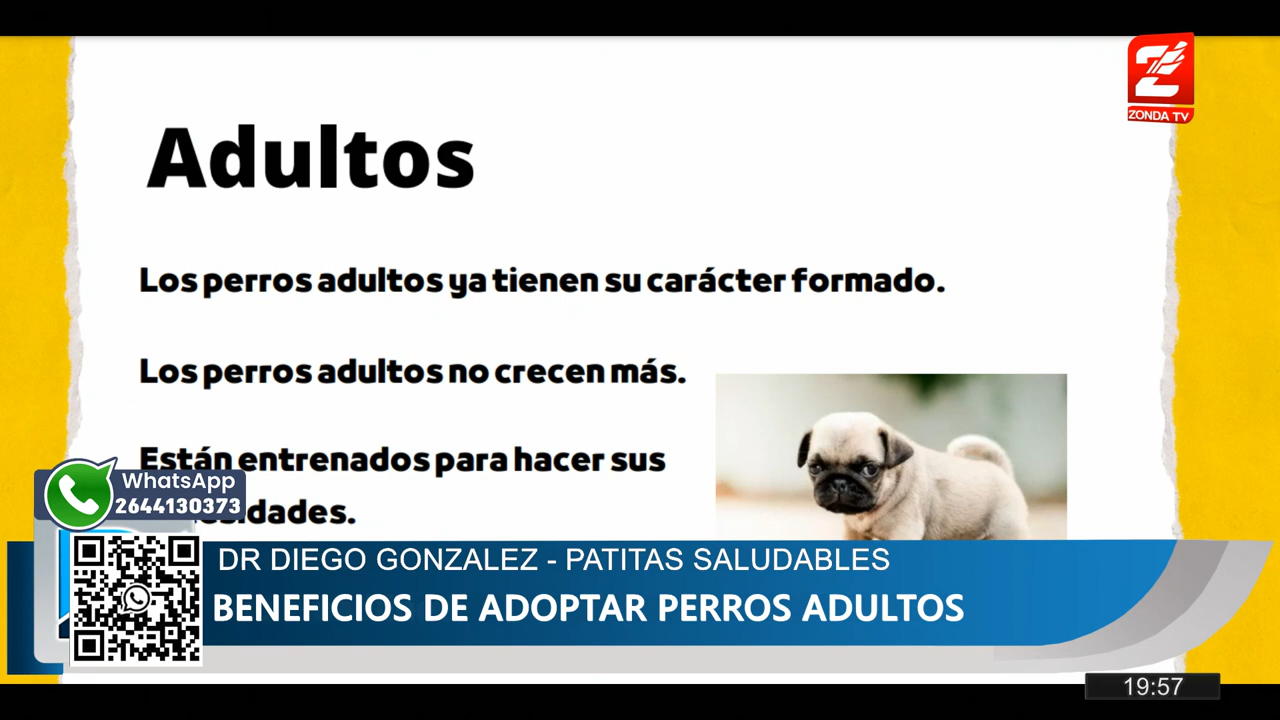 ZONDA TV
Adultos
Los perros adultos ya tienen su carácter formado.
Los perros adultos no crecen más.
Están entrenados para hacer sus
WhatsApp
2644130373
DR DIEGO GONZALEZ - PATITAS SALUDABLES
BENEFICIOS DE ADOPTAR PERROS ADULTOS
19:57